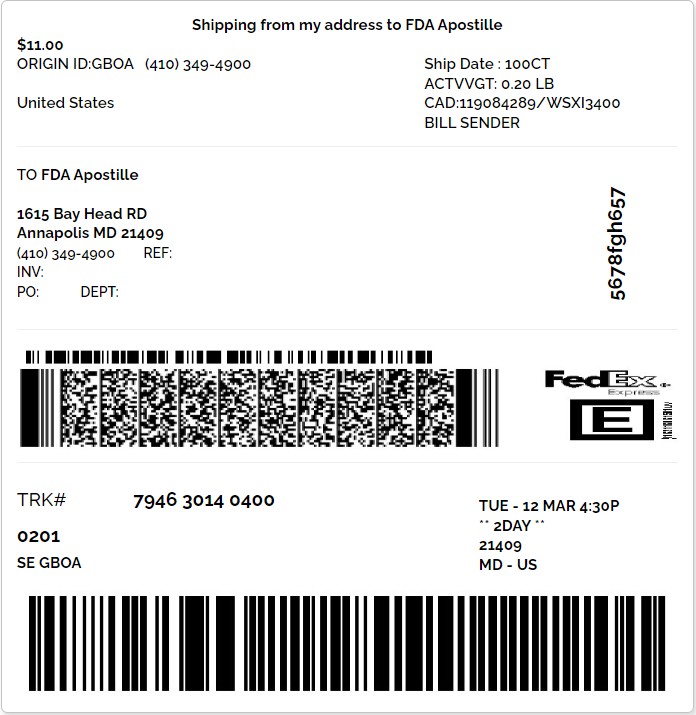 Shipping from my address to FDA Apostille
$11.00
ORIGIN ID:GBOA (410) 349-4900
United States
Ship Date : 100CT
ACTVVGT: 0.20 LB
CAD:119084289/WSXI3400
BILL SENDER
TO FDA Apostille
1615 Bay Head RD
Annapolis MD 21409
(410) 349-4900 REF:
INV:
PO: DEPT:
5678fgh657
FedEx
Express
E
TRK# 7946 3014 0400
0201
SE GBOA
TUE - 12 MAR 4:30P
** 2DAY **
21409
MD - US